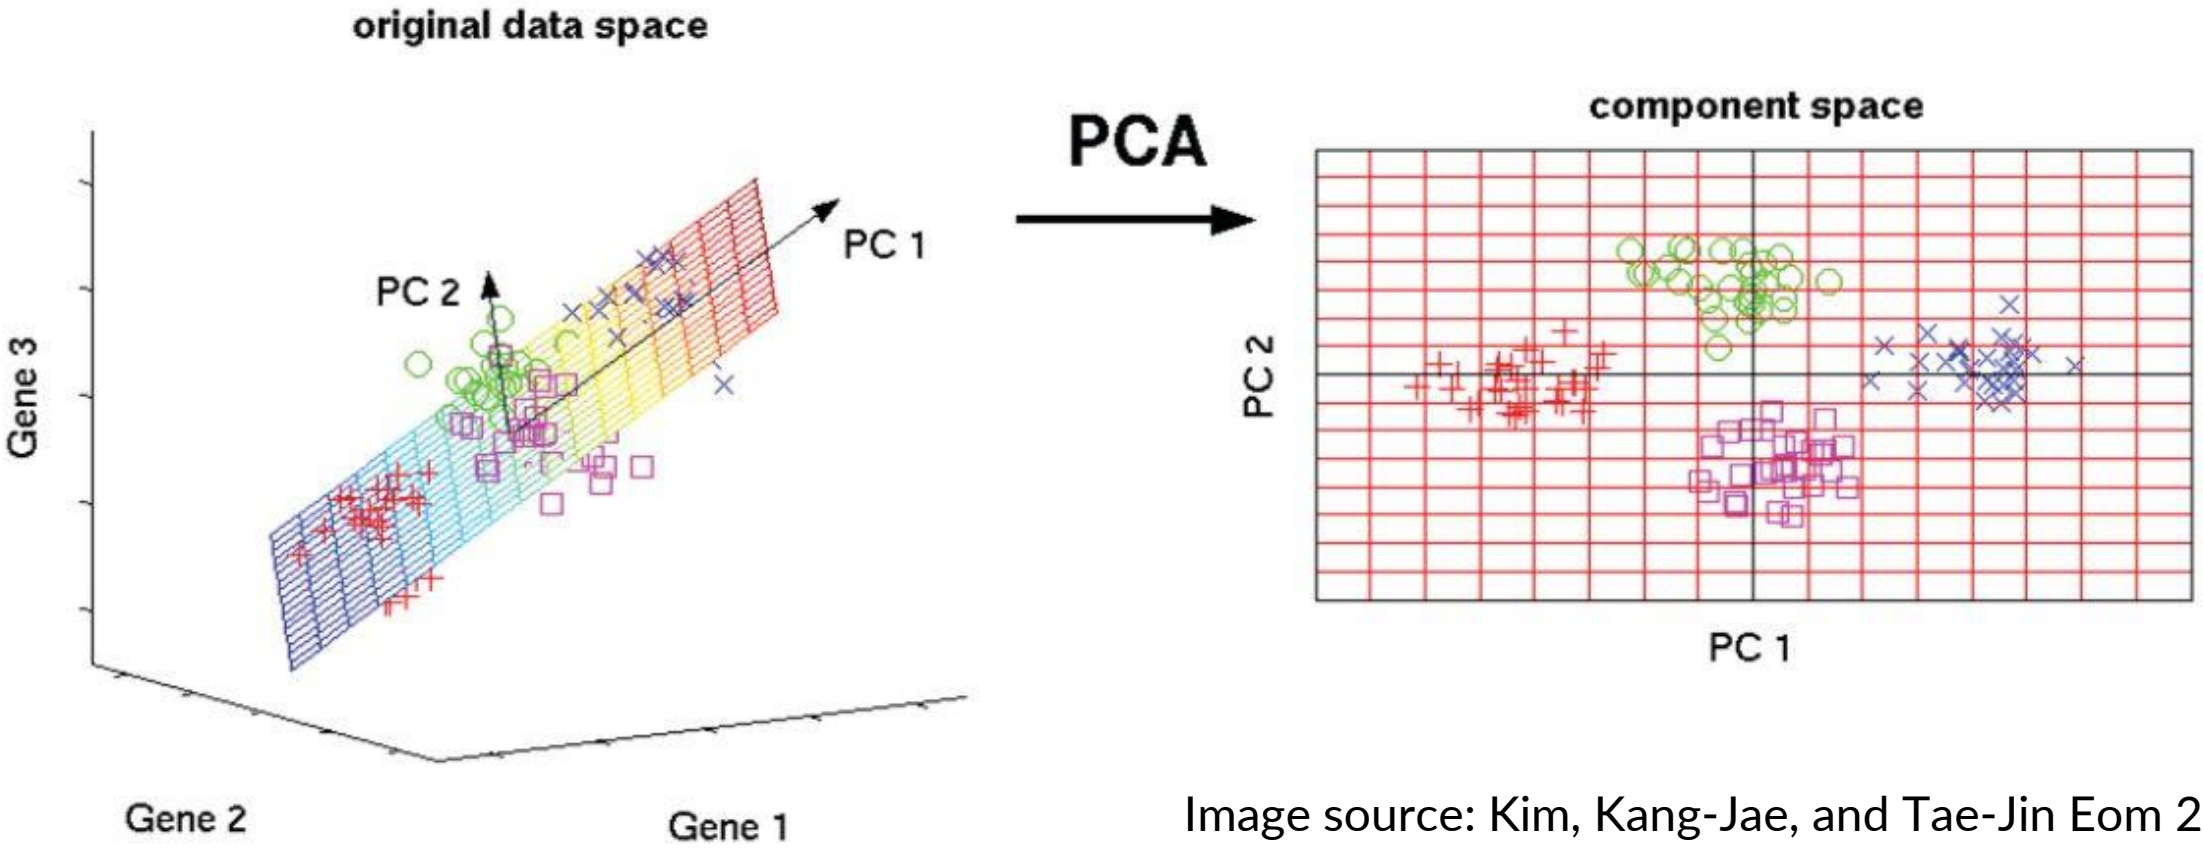 original data space
PC 1
PC 2
Gene 3
Gene 2
Gene 1
PCA
component space
PC 2
PC 1
Image source: Kim, Kang-Jae, and Tae-Jin Eom 2